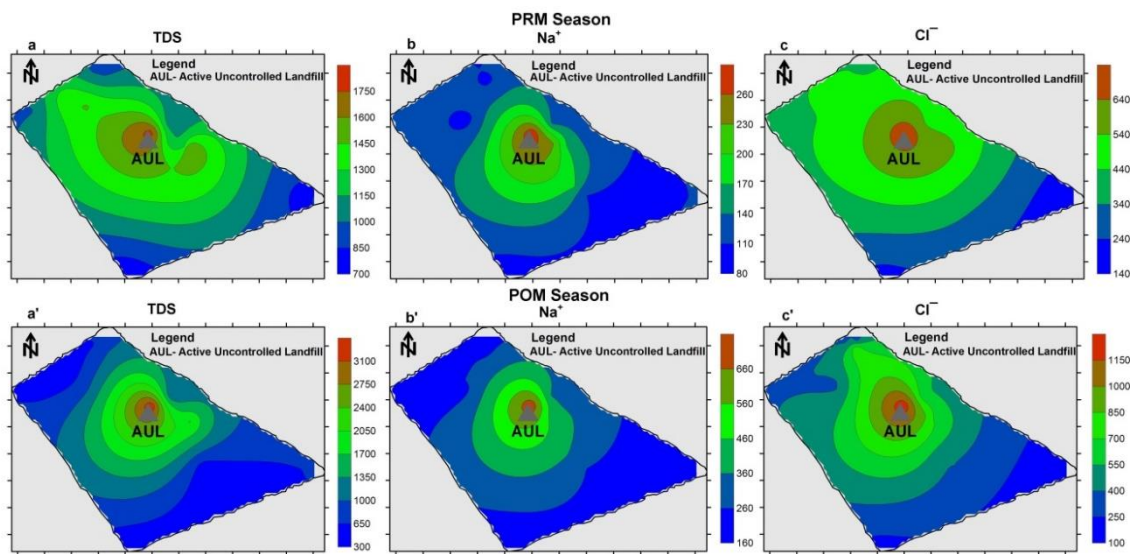 PRM Season
a
TDS
N
Legend
AUL- Active Uncontrolled Landfill
AUL
1750
1600
1450
1300
1150
1000
850
700
b
Na+
N
Legend
AUL- Active Uncontrolled Landfill
AUL
260
230
200
170
140
110
80
c
Cl–
N
Legend
AUL- Active Uncontrolled Landfill
AUL
640
540
440
340
240
140
POM Season
a'
TDS
N
Legend
AUL- Active Uncontrolled Landfill
AUL
3100
2750
2400
2050
1700
1350
1000
650
300
b'
Na+
N
Legend
AUL- Active Uncontrolled Landfill
AUL
660
560
460
360
260
160
c'
Cl–
N
Legend
AUL- Active Uncontrolled Landfill
AUL
1150
1000
850
700
550
400
250
100